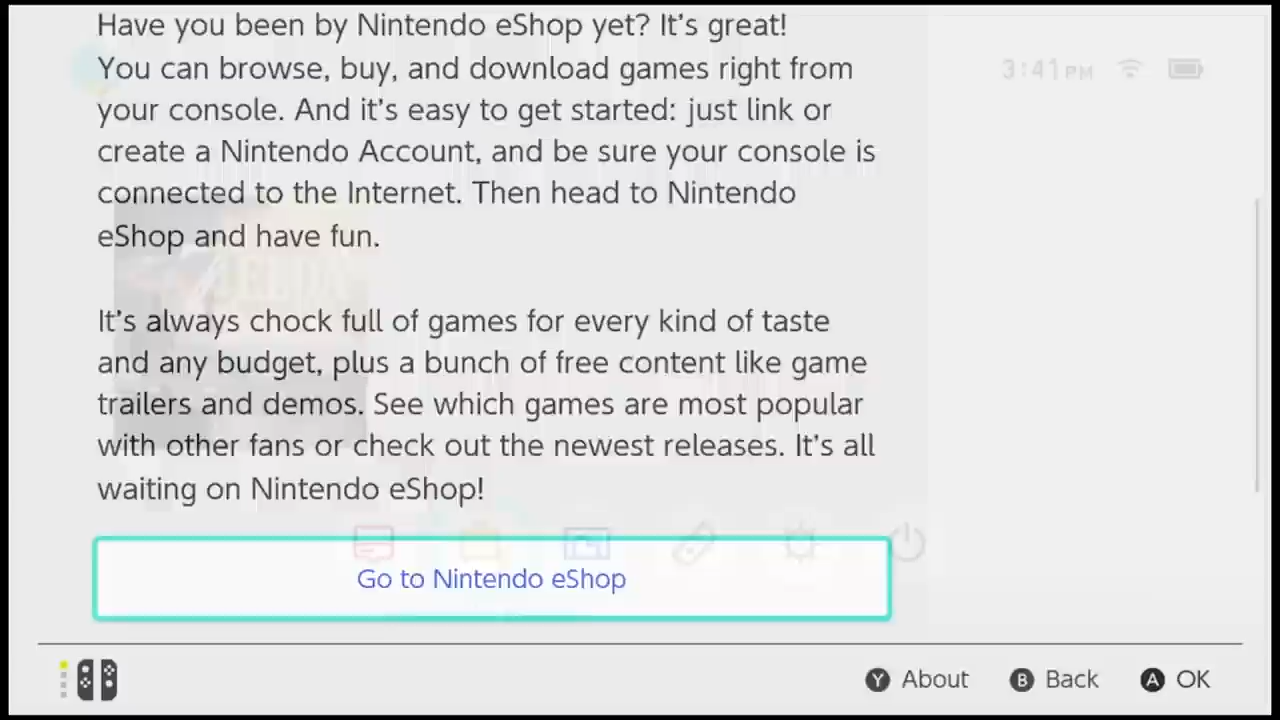 Have you been by Nintendo eShop yet? It's great!
You can browse, buy, and download games right from
your console. And it's easy to get started: just link or
create a Nintendo Account, and be sure your console is
connected to the Internet. Then head to Nintendo
eShop and have fun.
It's always chock full of games for every kind of taste
and any budget, plus a bunch of free content like game
trailers and demos. See which games are most popular
with other fans or check out the newest releases. It's all
waiting on Nintendo eShop!
Go to Nintendo eShop
3:41 PM
ZELDA
Y About
B Back
A OK